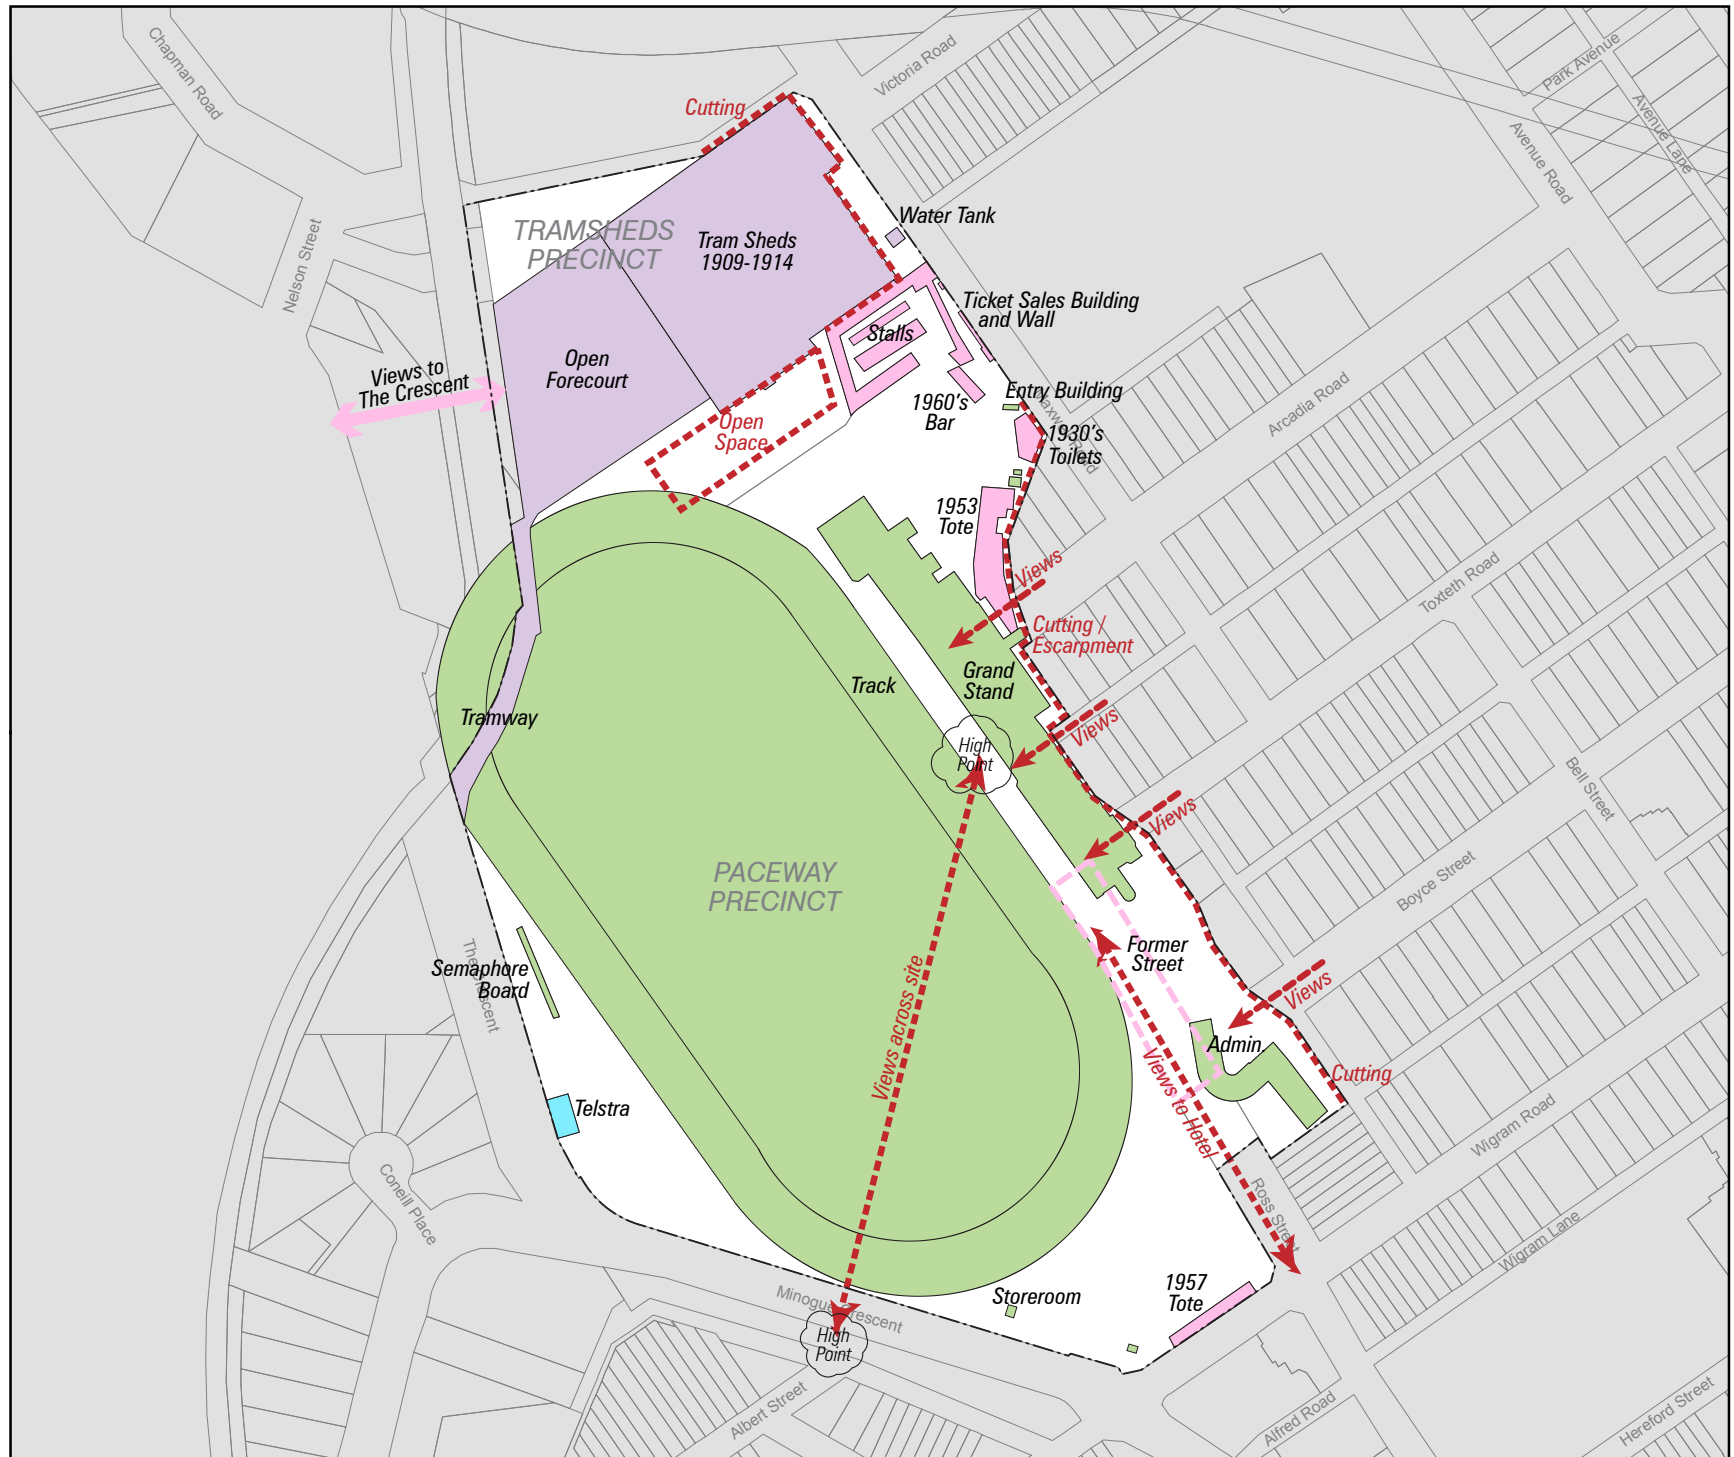 Chapman Road
Victoria Road
Park Avenue
Avenue Lane
Avenue Road
Cutting
Nelson Street
TRAMSHEDS
PRECINCT
Tram Sheds
1909-1914
Water Tank
Ticket Sales Building
and Wall
Stalls
Views to
The Crescent
Open
Forecourt
Open
Space
1960's
Bar
Entry Building
1930's
Toilets
Arcadia Road
1953
Tote
Views
Toxteth Road
Cutting /
Escarpment
Grand
Stand
Track
Tramway
High
Point
Views
Views
Bell Street
Boyce Street
PACEWAY
PRECINCT
Former
Street
Semaphore
Board
The Crescent
Views across site
Views
Admin
Views to Hotel
Cutting
Telstra
Wigram Road
Coneill Place
Ross Street
Wigram Lane
Minogue Crescent
Storeroom
1957
Tote
High
Point
Albert Street
Alfred Road
Hereford Street